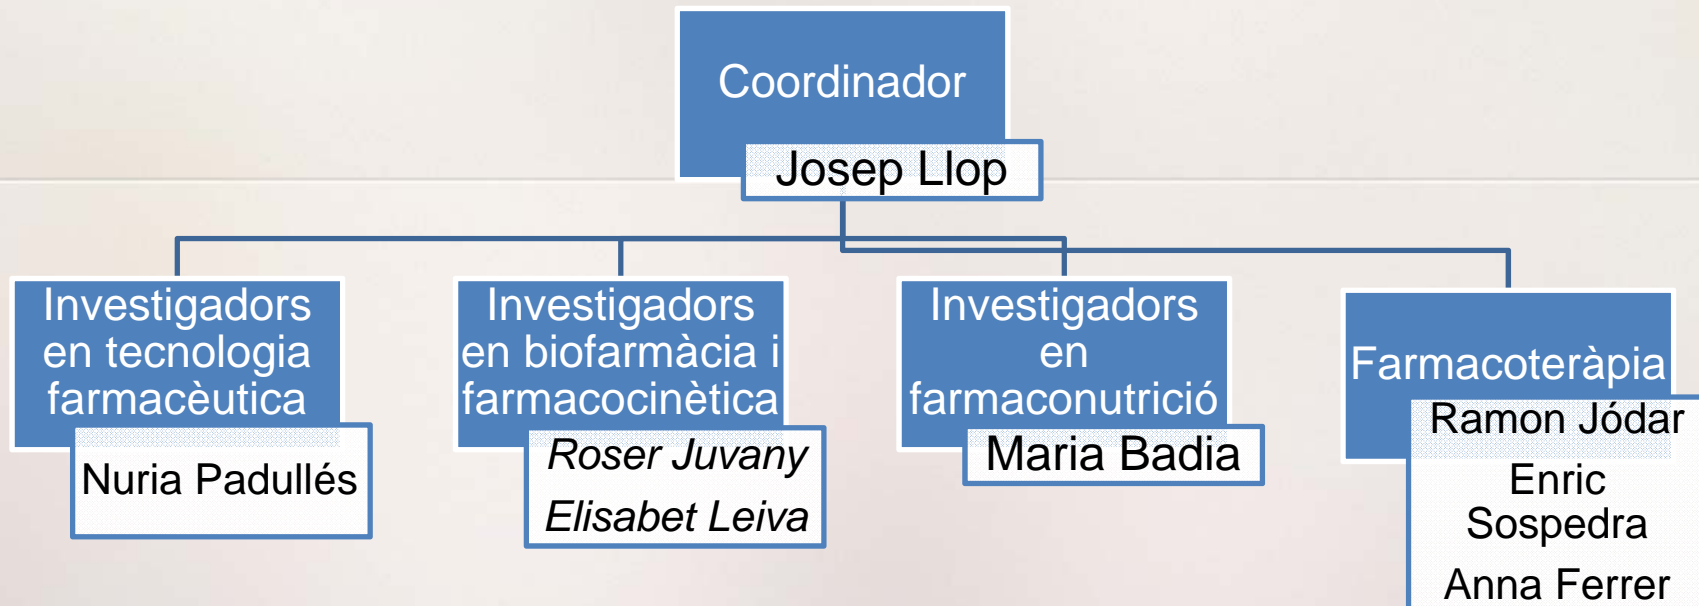 Coordinador
Josep Llop
Investigadors
en tecnologia
farmacèutica
Nuria Padullés
Investigadors
en biofarmàcia i
farmacocinètica
Roser Juvany
Elisabet Leiva
Investigadors
en
farmaconutrició
Maria Badia
Farmacoteràpia
Ramon Jódar
Enric
Sospedra
Anna Ferrer